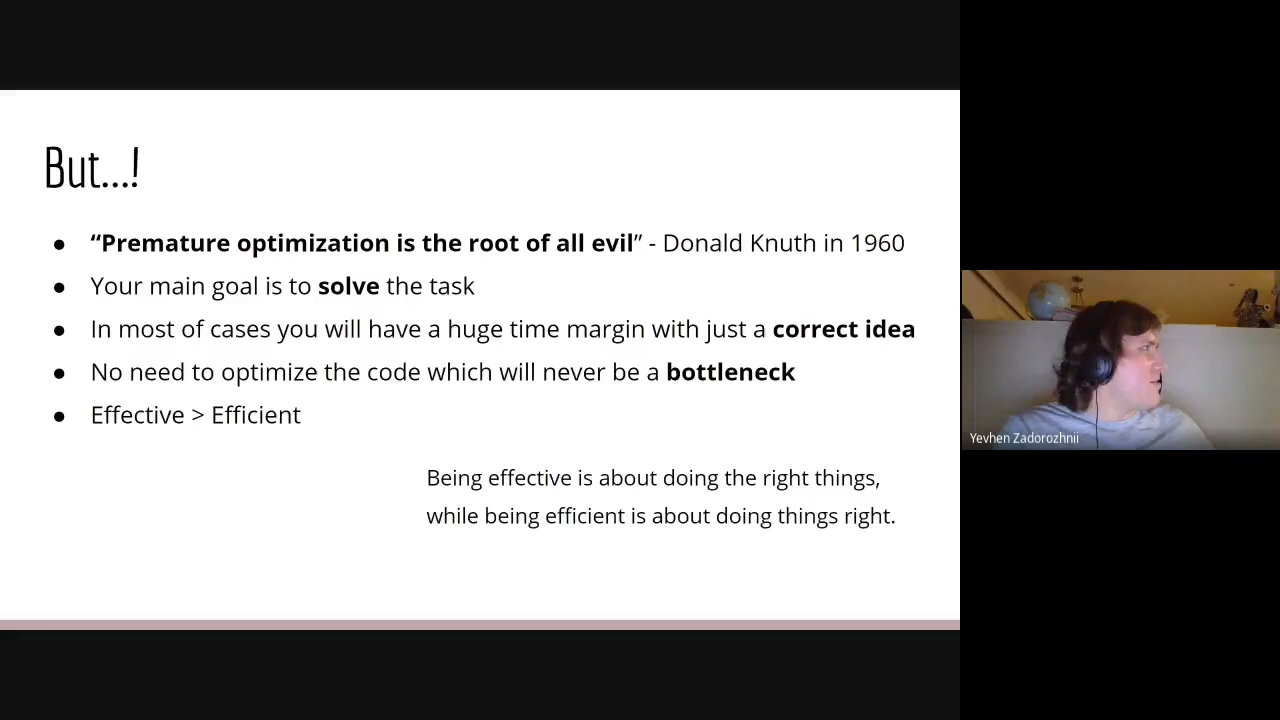 But...!
● “Premature optimization is the root of all evil” - Donald Knuth in 1960
● Your main goal is to solve the task
● In most of cases you will have a huge time margin with just a correct idea
● No need to optimize the code which will never be a bottleneck
● Effective > Efficient
Being effective is about doing the right things,
while being efficient is about doing things right.
Yevhen Zadorozhnii